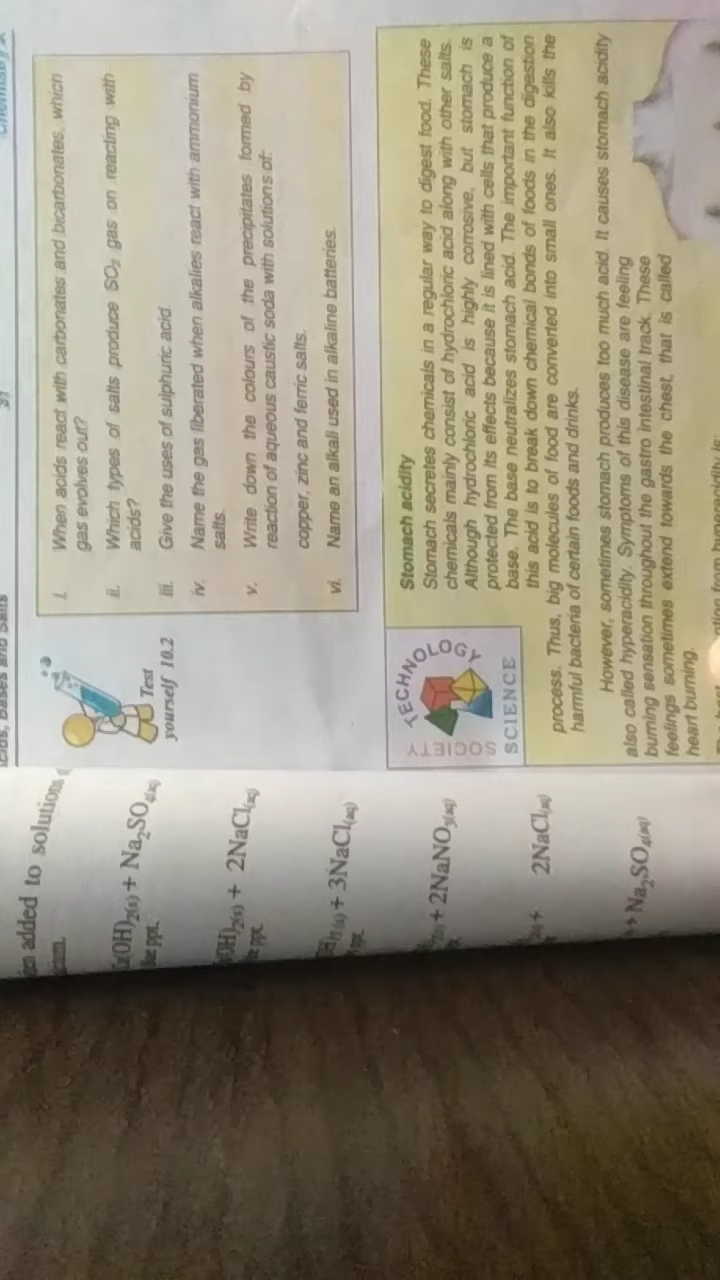 added to solution
(OH)2(s) + Na2SO4(aq)
2(s) + 2NaCl(aq)
+ 3NaCl(aq)
+ 2NaNO3(aq)
+ 2NaCl(aq)
+ Na2SO4(aq)
Test
yourself 10.2
i. When acids react with carbonates and bicarbonates, which
gas evolves out?
ii. Which types of salts produce SO2 gas on reacting with
acids?
iii. Give the uses of sulphuric acid.
iv. Name the gas liberated when alkalies react with ammonium
salts.
v. Write down the colours of the precipitates formed by
reaction of aqueous caustic soda with solutions of:
copper, zinc and ferric salts.
vi. Name an alkali used in alkaline batteries.
SOCIETY
TECHNOLOGY
SCIENCE
Stomach acidity
Stomach secretes chemicals in a regular way to digest food. These
chemicals mainly consist of hydrochloric acid along with other salts.
Although hydrochloric acid is highly corrosive, but stomach is
protected from its effects because it is lined with cells that produce a
base. The base neutralizes stomach acid. The important function of
this acid is to break down chemical bonds of foods in the digestion
process. Thus, big molecules of food are converted into small ones. It also kills the
harmful bacteria of certain foods and drinks.
However, sometimes stomach produces too much acid. It causes stomach acidity
also called hyperacidity. Symptoms of this disease are feeling
burning sensation throughout the gastro intestinal track. These
feelings sometimes extend towards the chest, that is called
heart burning.